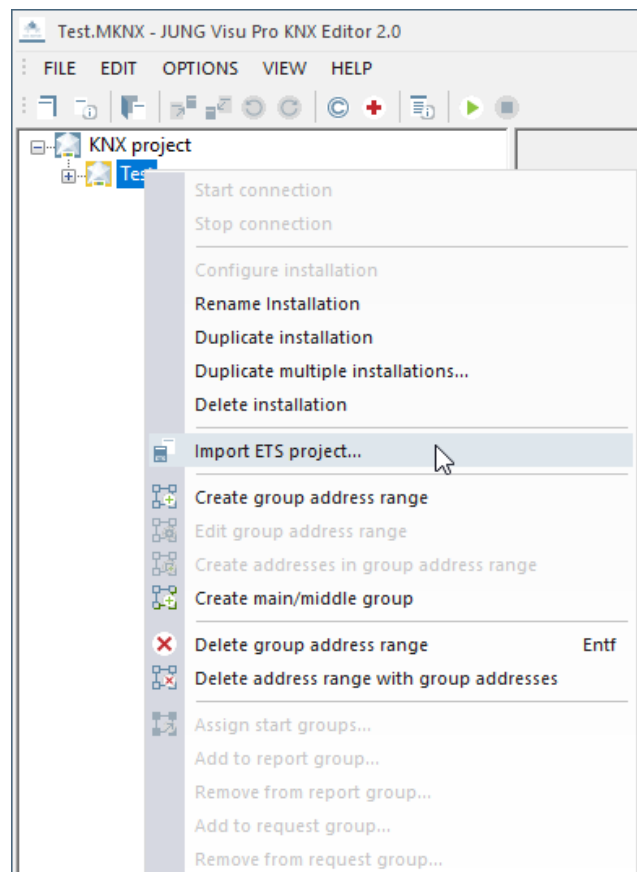 Test.MKNX - JUNG Visu Pro KNX Editor 2.0
FILE EDIT OPTIONS VIEW HELP
KNX project
Test
Start connection
Stop connection
Configure installation
Rename Installation
Duplicate installation
Duplicate multiple installations...
Delete installation
Import ETS project...
Create group address range
Edit group address range
Create addresses in group address range
Create main/middle group
Delete group address range Entf
Delete address range with group addresses
Assign start groups...
Add to report group...
Remove from report group...
Add to request group...
Remove from request group...